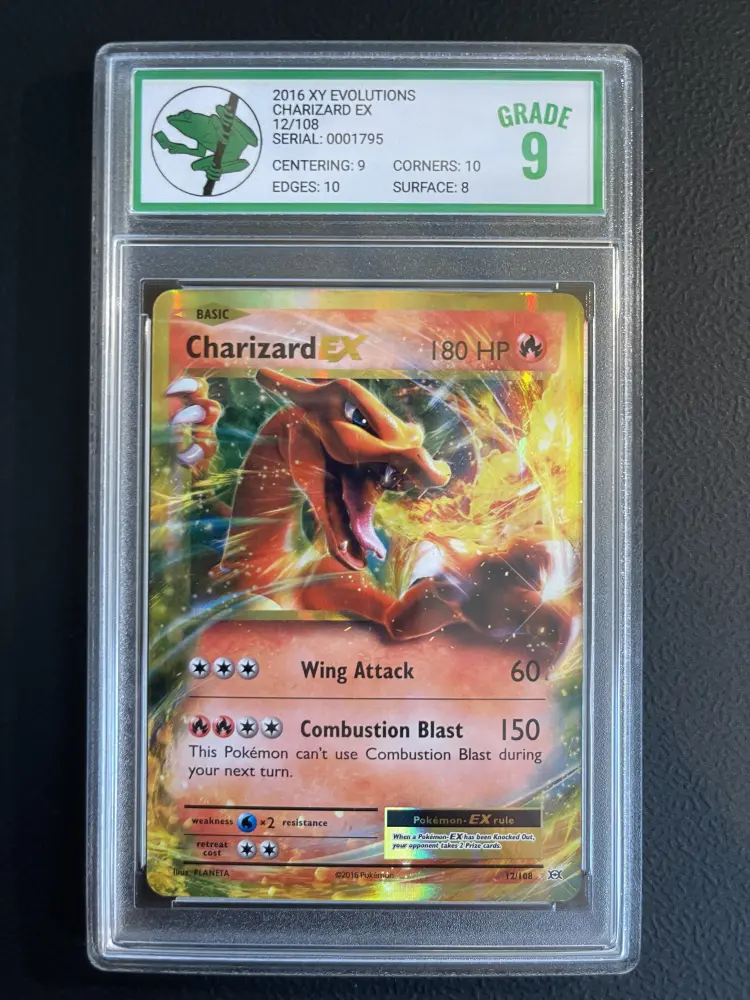 2016 XY EVOLUTIONS
CHARIZARD EX
12/108
SERIAL: 0001795
CENTERING: 9 CORNERS: 10
EDGES: 10 SURFACE: 8
GRADE
9
BASIC
Charizard EX 180 HP
Wing Attack 60
Combustion Blast 150
This Pokémon can't use Combustion Blast during
your next turn.
weakness ×2 resistance
retreat
cost
Pokémon-EX rule
When a Pokémon-EX has been Knocked Out,
your opponent takes 2 Prize cards.
Illus. PLANETA ©2016 Pokémon 12/108